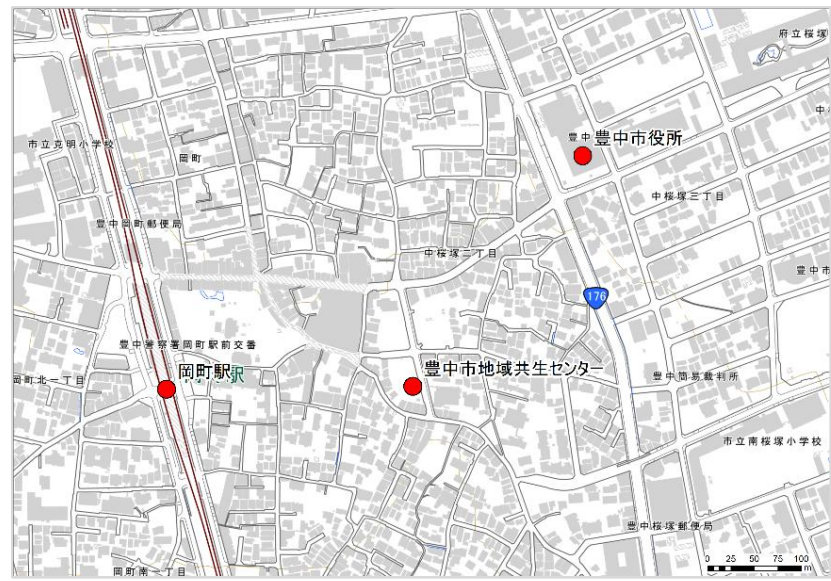 府立桜塚
豊中
豊中市役所
市立克明小学校
岡町
中桜塚三丁目
豊中岡町郵便局
中桜塚二丁目
豊中市
176
豊中警察署岡町駅前交番
岡町駅
駅
豊中市地域共生センター
岡町北一丁目
豊中簡易裁判所
市立南桜塚小学校
豊中桜塚郵便局
岡町南一丁目
0 25 50 75 100
m